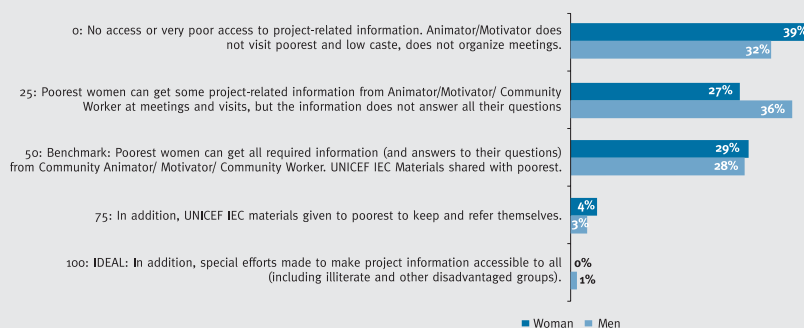 0: No access or very poor access to project-related information. Animator/Motivator does
not visit poorest and low caste, does not organize meetings.
39%
32%
25: Poorest women can get some project-related information from Animator/Motivator/ Community
Worker at meetings and visits, but the information does not answer all their questions
27%
36%
50: Benchmark: Poorest women can get all required information (and answers to their questions)
from Community Animator/ Motivator/ Community Worker. UNICEF IEC Materials shared with poorest.
29%
28%
75: In addition, UNICEF IEC materials given to poorest to keep and refer themselves.
4%
3%
100: IDEAL: In addition, special efforts made to make project information accessible to all
(including illiterate and other disadvantaged groups).
0%
1%
Woman Men